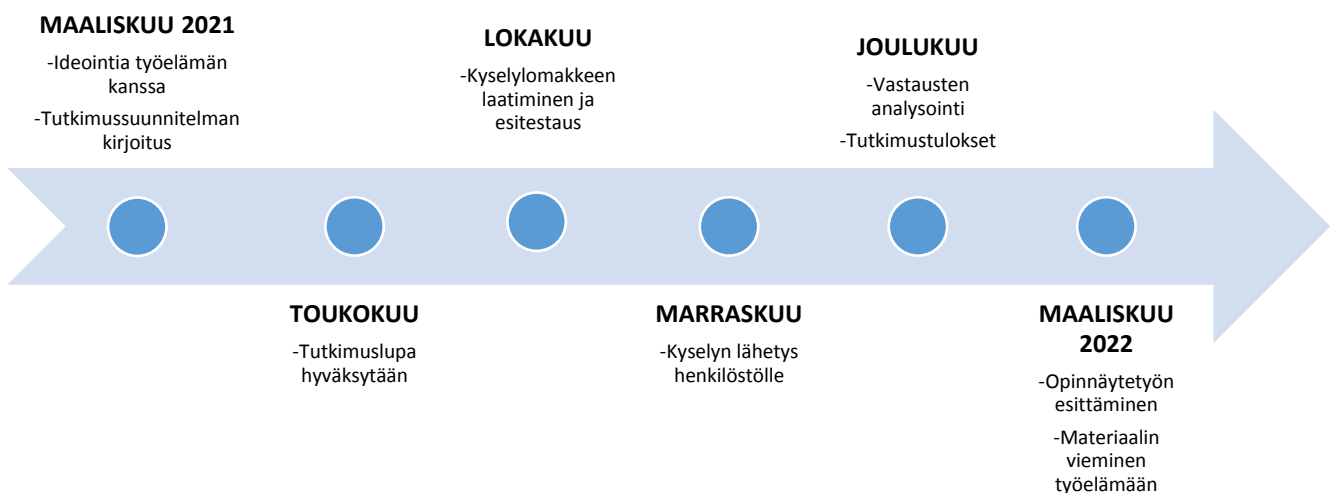 MAALISKUU 2021
-Ideointia työelämän
kanssa
-Tutkimussuunnitelman
kirjoitus
TOUKOKUU
-Tutkimuslupa
hyväksytään
LOKAKUU
-Kyselylomakkeen
laatiminen ja
esitestaus
MARRASKUU
-Kyselyn lähetys
henkilöstölle
JOULUKUU
-Vastausten
analysointi
-Tutkimustulokset
MAALISKUU
2022
-Opinnäytetyön
esittäminen
-Materiaalin
vieminen
työelämään